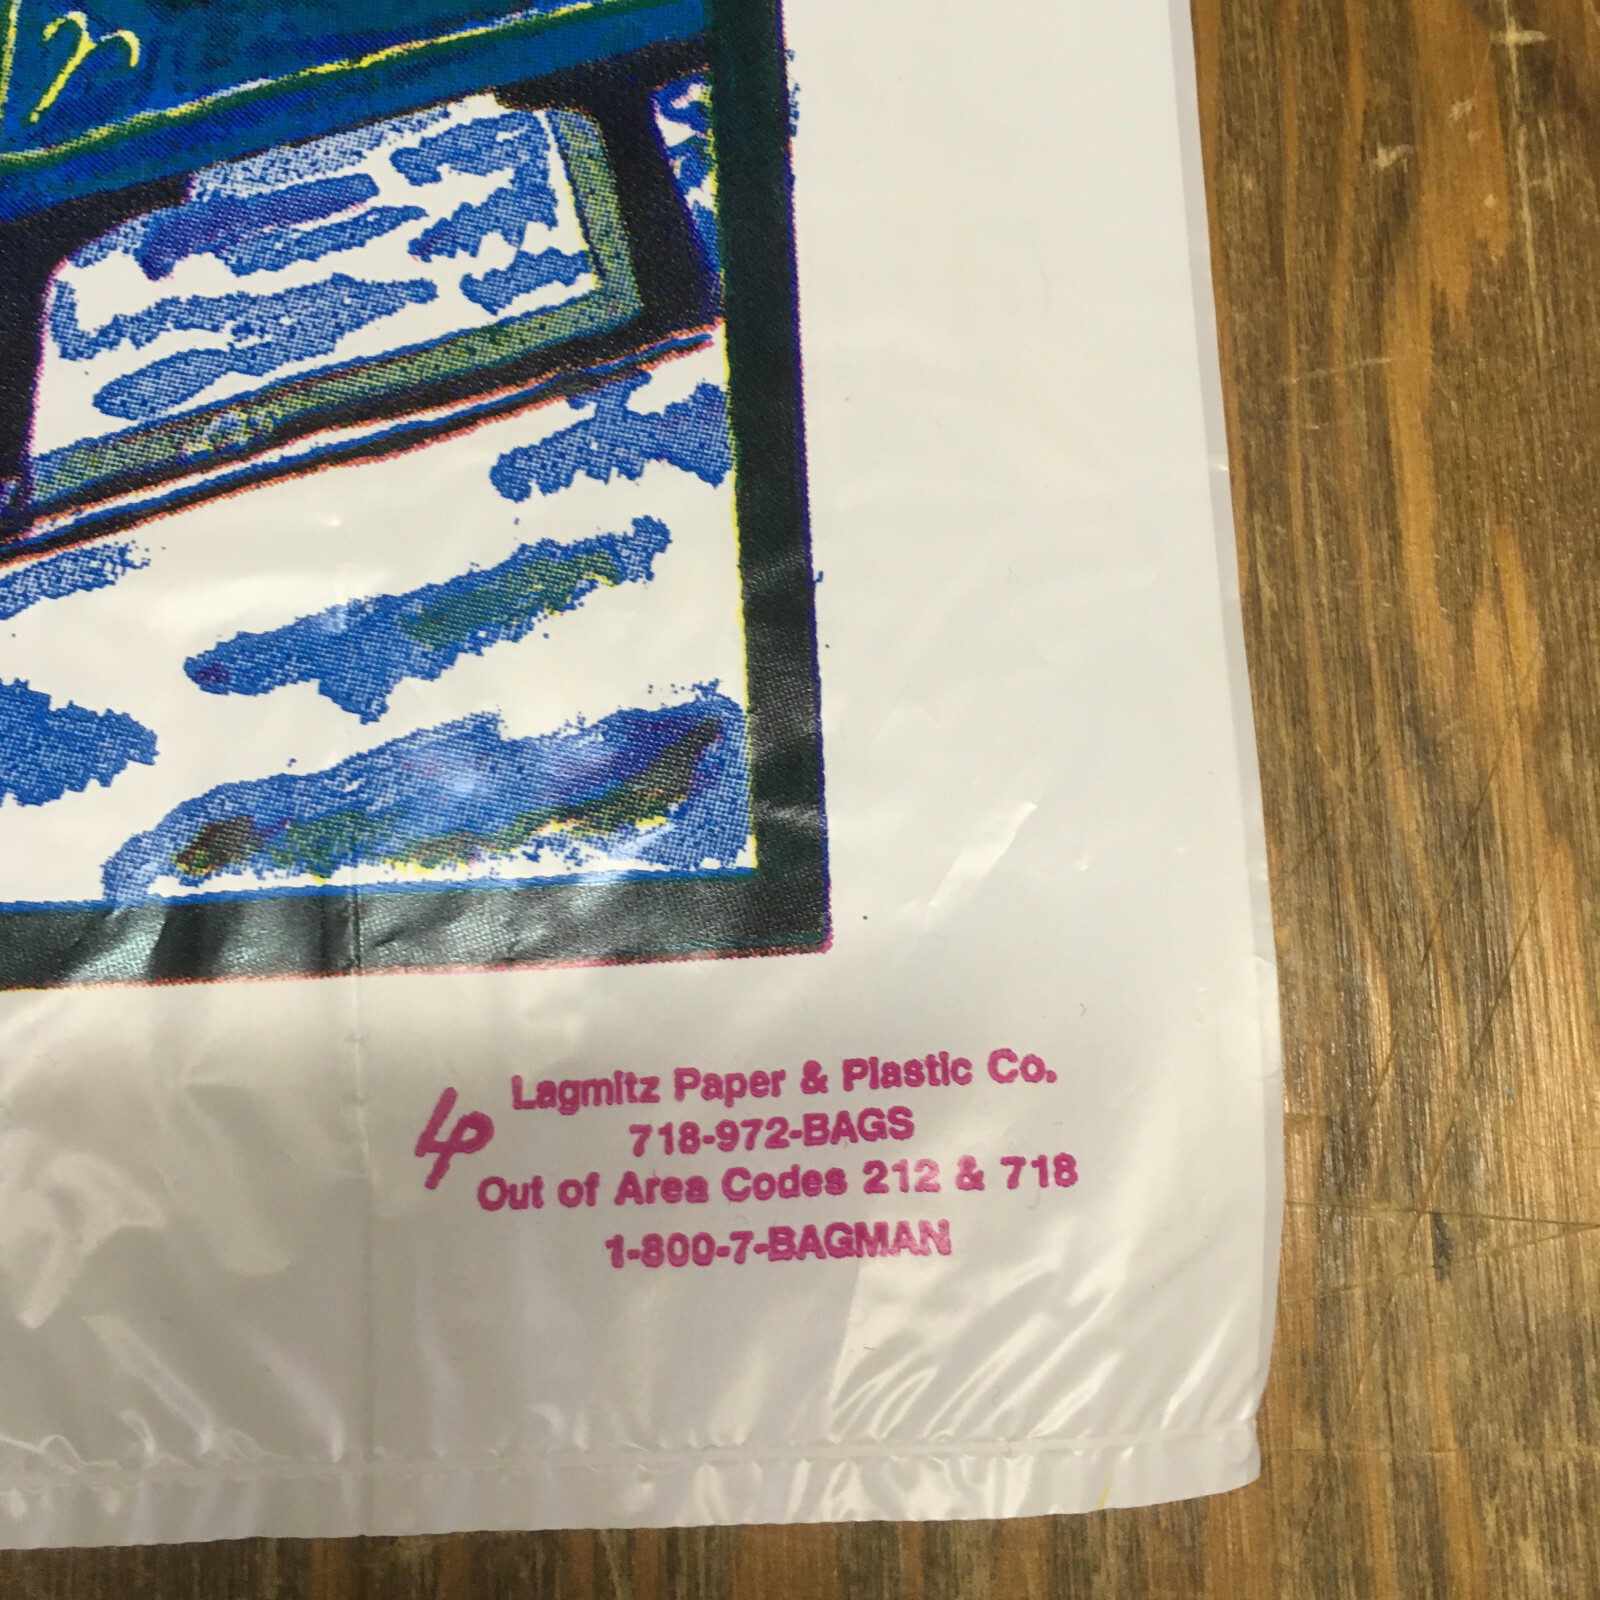 LP
Lagmitz Paper & Plastic Co.
718-972-BAGS
Out of Area Codes 212 & 718
1-800-7-BAGMAN